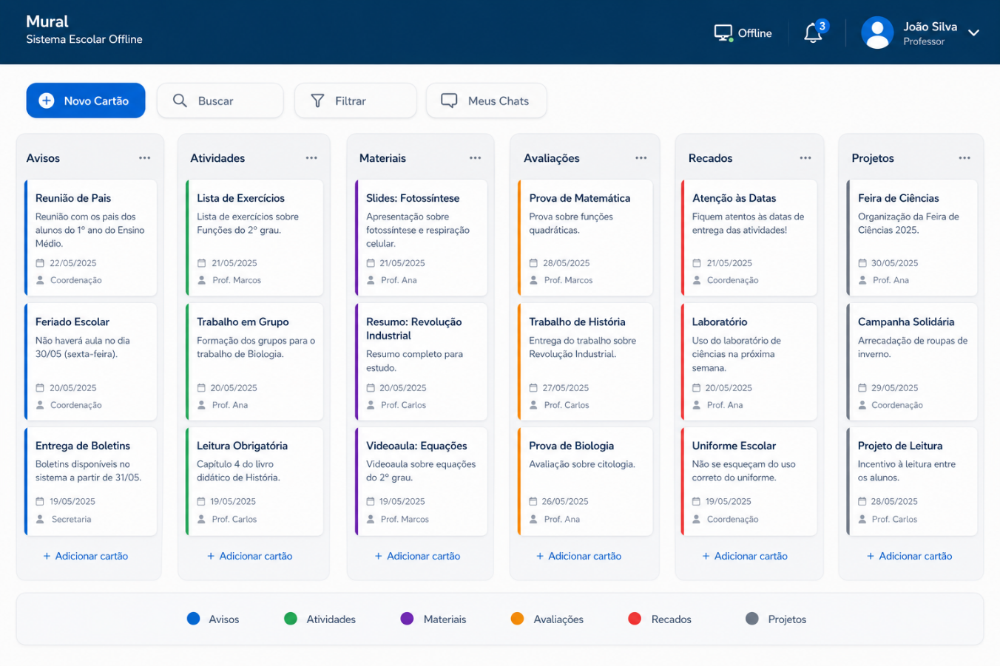 Mural
Sistema Escolar Offline
Offline
3
João Silva
Professor
Novo Cartão
Buscar
Filtrar
Meus Chats
Avisos
Reunião de Pais
Reunião com os pais dos
alunos do 1º ano do Ensino
Médio.
22/05/2025
Coordenação
Feriado Escolar
Não haverá aula no dia
30/05 (sexta-feira).
20/05/2025
Coordenação
Entrega de Boletins
Boletins disponíveis no
sistema a partir de 31/05.
19/05/2025
Secretaria
+ Adicionar cartão
Atividades
Lista de Exercícios
Lista de exercícios sobre
Funções do 2º grau.
21/05/2025
Prof. Marcos
Trabalho em Grupo
Formação dos grupos para o
trabalho de Biologia.
20/05/2025
Prof. Ana
Leitura Obrigatória
Capítulo 4 do livro
didático de História.
19/05/2025
Prof. Carlos
+ Adicionar cartão
Materiais
Slides: Fotossíntese
Apresentação sobre
fotossíntese e respiração
celular.
21/05/2025
Prof. Ana
Resumo: Revolução
Industrial
Resumo completo para
estudo.
20/05/2025
Prof. Carlos
Videoaula: Equações
Videoaula sobre equações
do 2º grau.
19/05/2025
Prof. Marcos
+ Adicionar cartão
Avaliações
Prova de Matemática
Prova sobre funções
quadráticas.
28/05/2025
Prof. Marcos
Trabalho de História
Entrega do trabalho sobre
Revolução Industrial.
27/05/2025
Prof. Carlos
Prova de Biologia
Avaliação sobre citologia.
26/05/2025
Prof. Ana
+ Adicionar cartão
Recados
Atenção às Datas
Fiquem atentos às datas de
entrega das atividades!
21/05/2025
Coordenação
Laboratório
Uso do laboratório de
ciências na próxima
semana.
20/05/2025
Prof. Ana
Uniforme Escolar
Não se esqueçam do uso
correto do uniforme.
19/05/2025
Coordenação
+ Adicionar cartão
Projetos
Feira de Ciências
Organização da Feira de
Ciências 2025.
30/05/2025
Prof. Ana
Campanha Solidária
Arrecadação de roupas de
inverno.
29/05/2025
Coordenação
Projeto de Leitura
Incentivo à leitura entre
os alunos.
28/05/2025
Prof. Carlos
+ Adicionar cartão
Avisos
Atividades
Materiais
Avaliações
Recados
Projetos